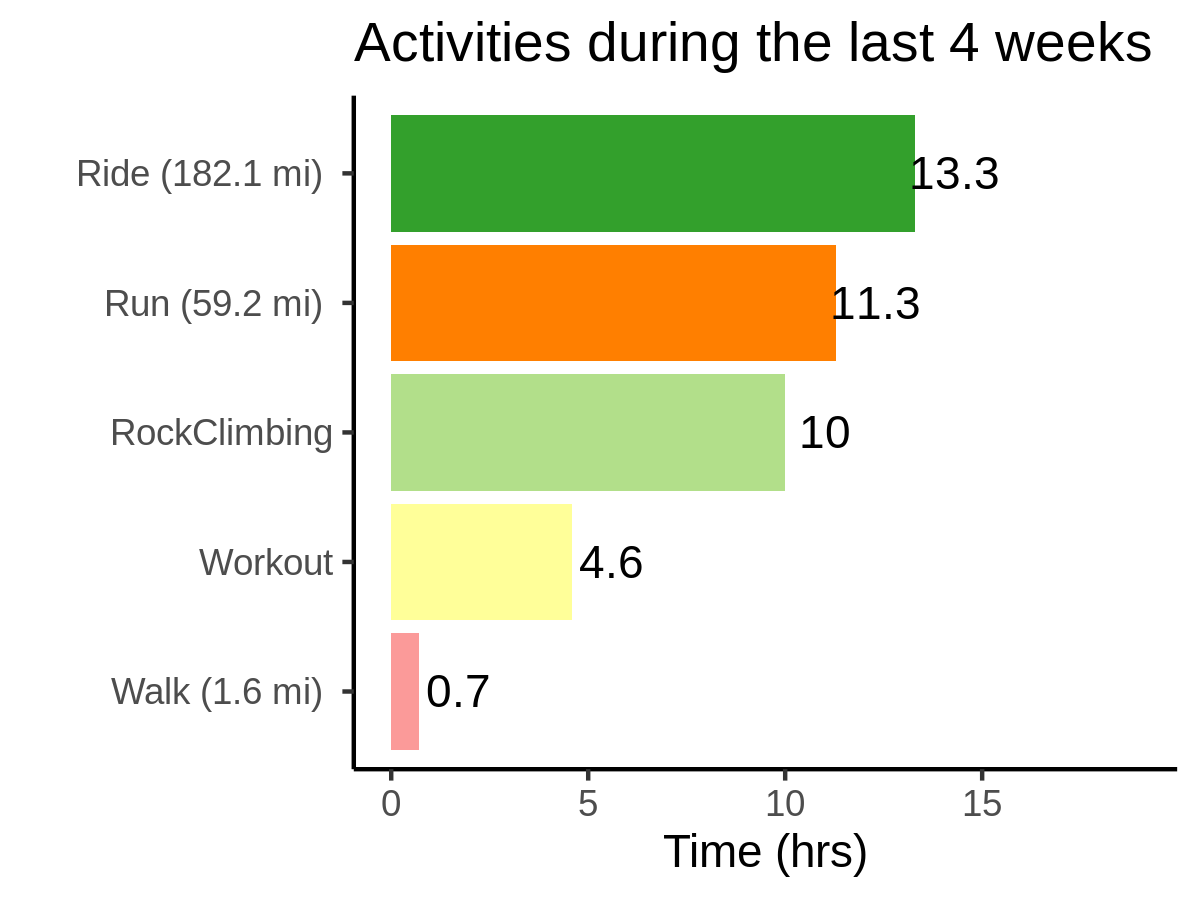 Activities during the last 4 weeks
Ride (182.1 mi)
13.3
Run (59.2 mi)
11.3
RockClimbing
10
Workout
4.6
Walk (1.6 mi)
0.7
0 5 10 15
Time (hrs)